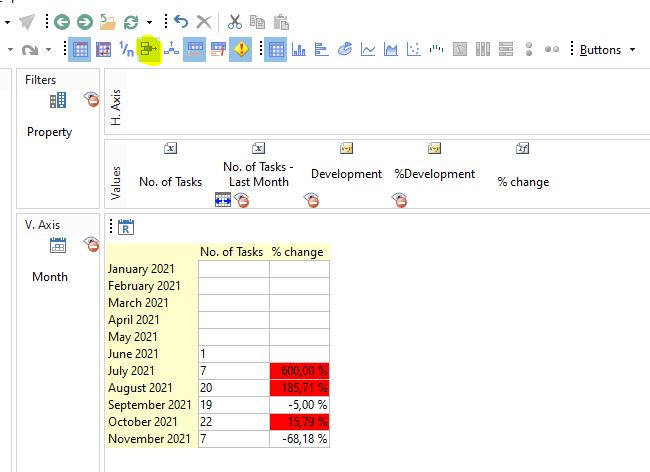 1/n
Buttons
Filters
Property
H. Axis
Values
x
No. of Tasks
x
No. of Tasks -
Last Month
x=y
Development
x=y
%Development
If
% change
V. Axis
Month
R
No. of Tasks % change
January 2021
February 2021
March 2021
April 2021
May 2021
June 2021 1
July 2021 7 600,00 %
August 2021 20 185,71 %
September 2021 19 -5,00 %
October 2021 22 15,79 %
November 2021 7 -68,18 %